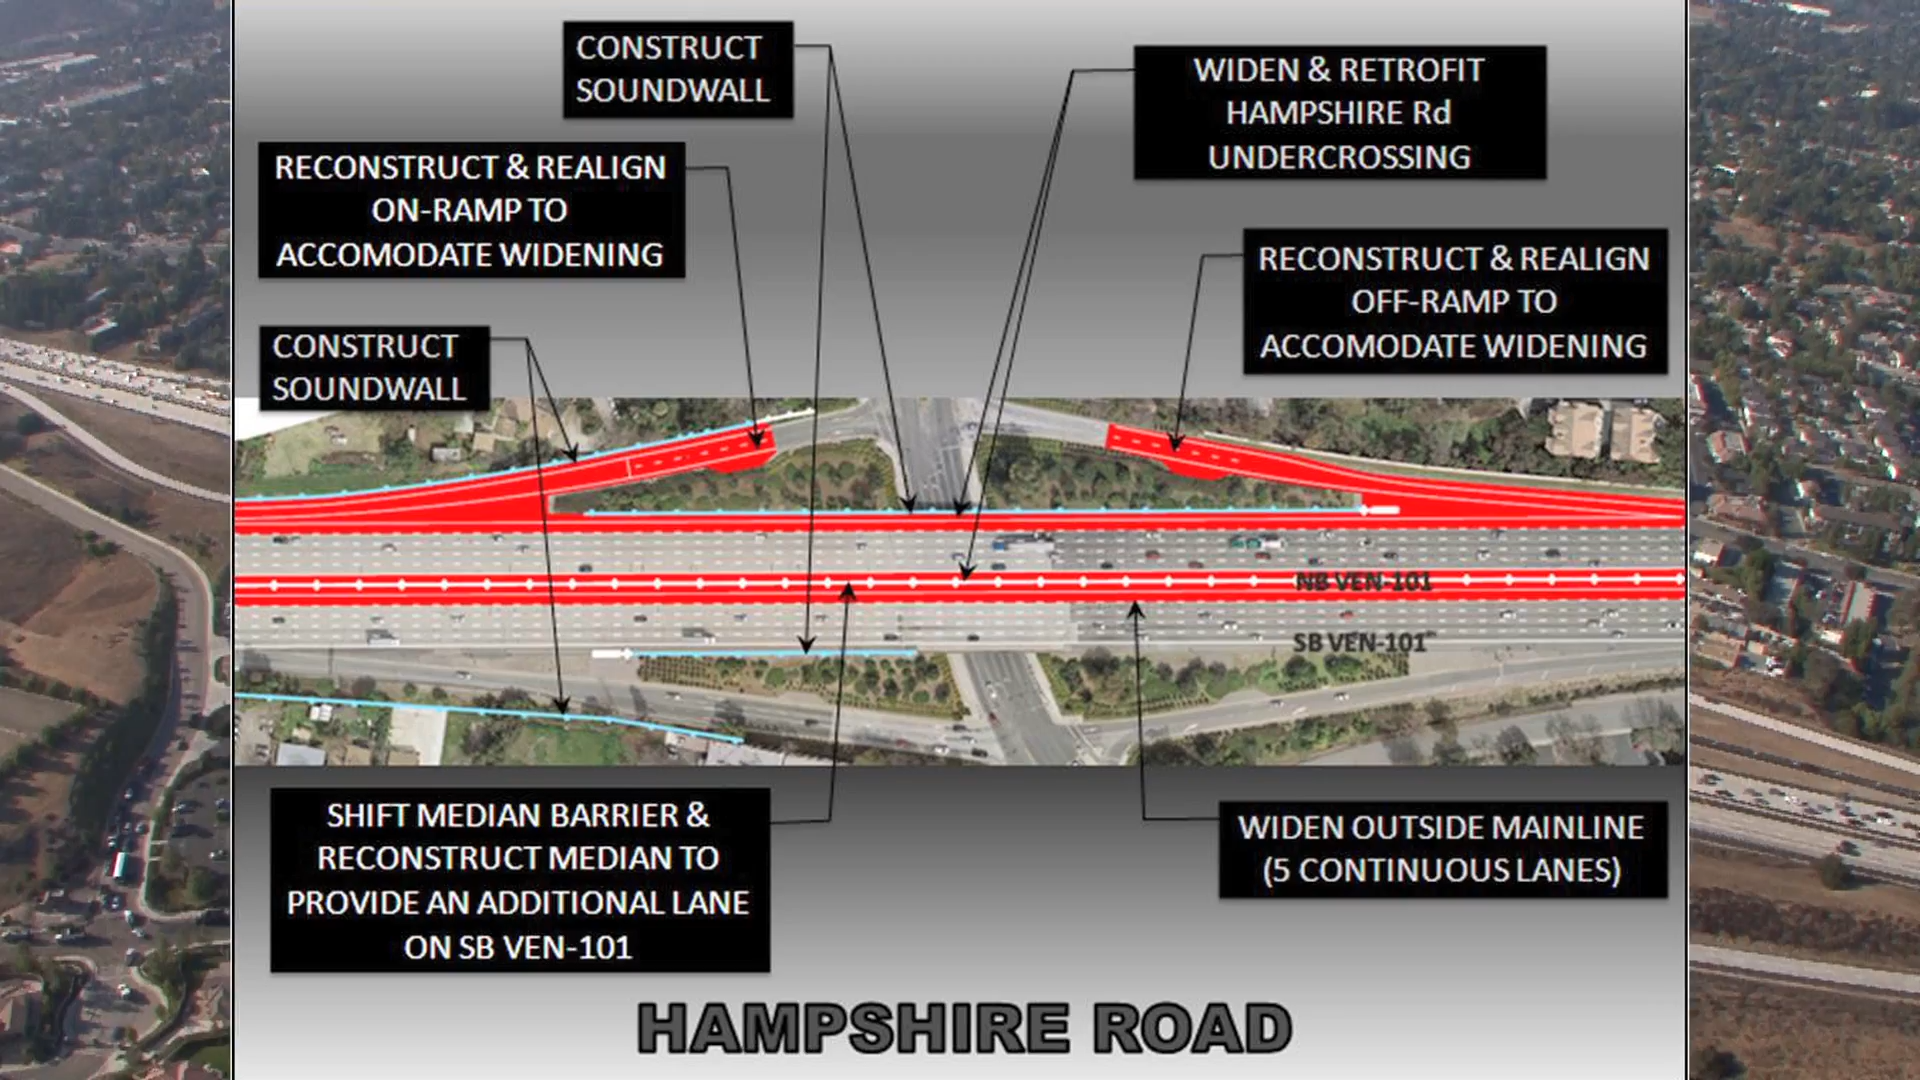 CONSTRUCT
SOUNDWALL
WIDEN & RETROFIT
HAMPSHIRE Rd
UNDERCROSSING
RECONSTRUCT & REALIGN
ON-RAMP TO
ACCOMODATE WIDENING
RECONSTRUCT & REALIGN
OFF-RAMP TO
ACCOMODATE WIDENING
CONSTRUCT
SOUNDWALL
NB VEN-101
SB VEN-101
SHIFT MEDIAN BARRIER &
RECONSTRUCT MEDIAN TO
PROVIDE AN ADDITIONAL LANE
ON SB VEN-101
WIDEN OUTSIDE MAINLINE
(5 CONTINUOUS LANES)
HAMPSHIRE ROAD